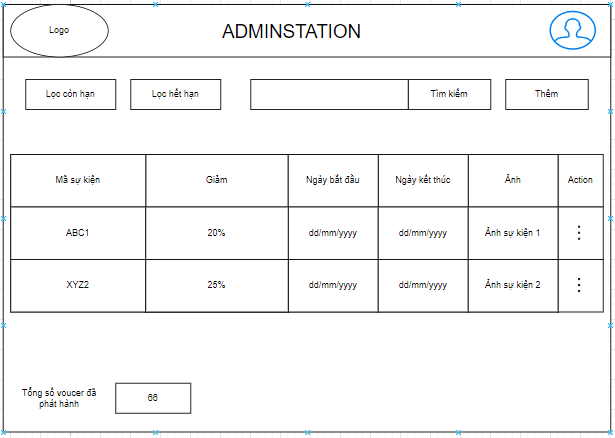 Logo
ADMINSTATION
Lọc còn hạn
Lọc hết hạn
Tìm kiếm
Thêm
Mã sự kiện
Giảm
Ngày bắt đầu
Ngày kết thúc
Ảnh
Action
ABC1
20%
dd/mm/yyyy
dd/mm/yyyy
Ảnh sự kiện 1
XYZ2
25%
dd/mm/yyyy
dd/mm/yyyy
Ảnh sự kiện 2
Tổng số voucer đã
phát hành
66